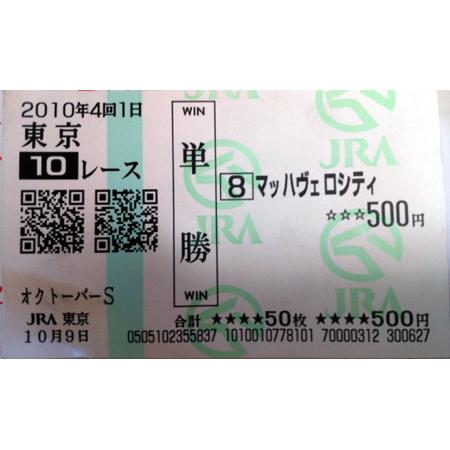 2010年4回1日
東京
10レース
オクトーバーS
JRA 東京
10月9日
WIN
単勝
WIN
8 マッハヴェロシティ
☆☆☆500円
合計 ★★★★50枚 ★★★★500円
0505102355837 1010010778101 70000312 300627
JRA
JRA
JRA
JRA